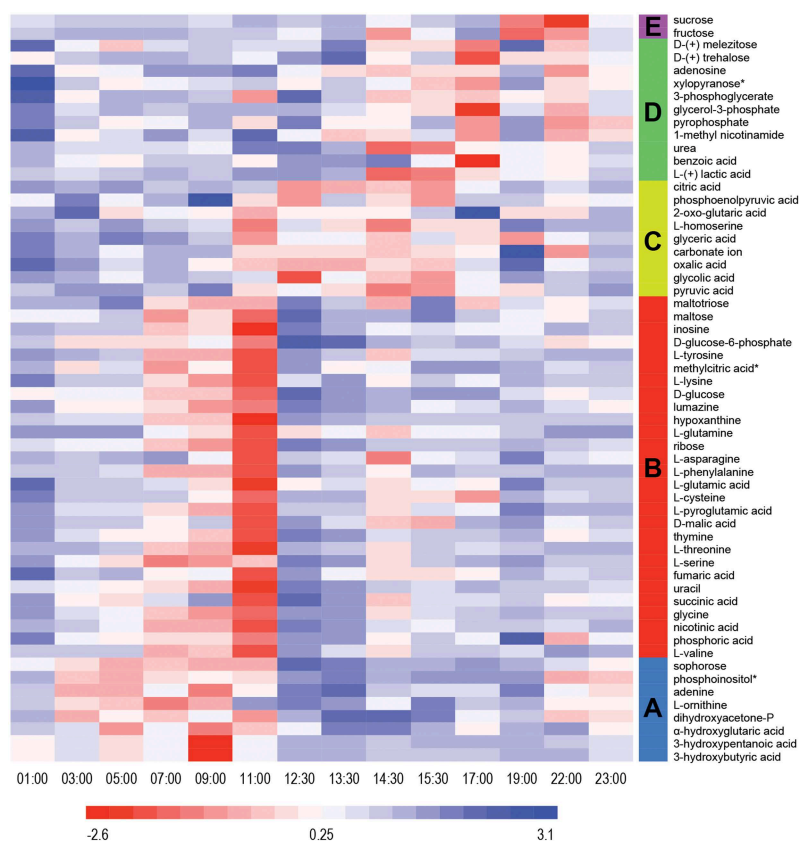 E
D
C
B
A
sucrose
fructose
D-(+) melezitose
D-(+) trehalose
adenosine
xylopyranose*
3-phosphoglycerate
glycerol-3-phosphate
pyrophosphate
1-methyl nicotinamide
urea
benzoic acid
L-(+) lactic acid
citric acid
phosphoenolpyruvic acid
2-oxo-glutaric acid
L-homoserine
glyceric acid
carbonate ion
oxalic acid
glycolic acid
pyruvic acid
maltotriose
maltose
inosine
D-glucose-6-phosphate
L-tyrosine
methylcitric acid*
L-lysine
D-glucose
lumazine
hypoxanthine
L-glutamine
ribose
L-asparagine
L-phenylalanine
L-glutamic acid
L-cysteine
L-pyroglutamic acid
D-malic acid
thymine
L-threonine
L-serine
fumaric acid
uracil
succinic acid
glycine
nicotinic acid
phosphoric acid
L-valine
sophorose
phosphoinositol*
adenine
L-ornithine
dihydroxyacetone-P
α-hydroxyglutaric acid
3-hydroxypentanoic acid
3-hydroxybutyric acid
01:00 03:00 05:00 07:00 09:00 11:00 12:30 13:30 14:30 15:30 17:00 19:00 22:00 23:00
-2.6 0.25 3.1